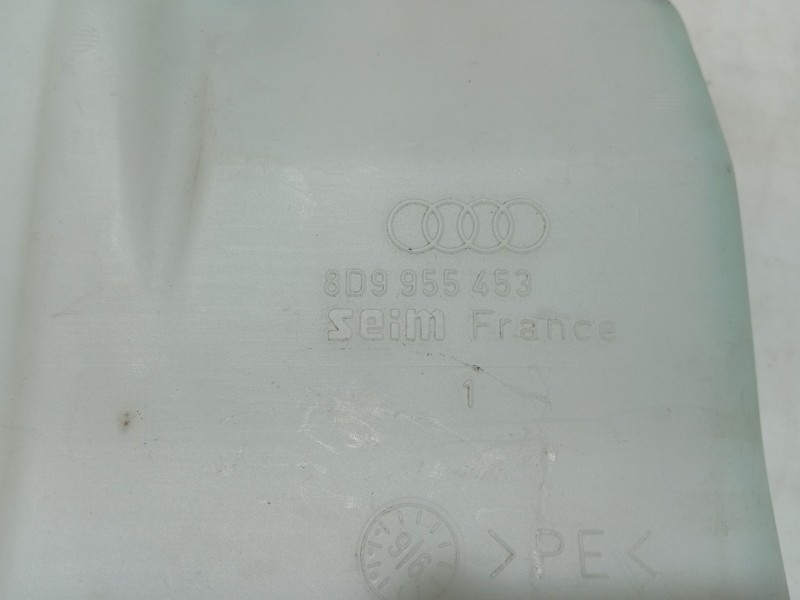 8D9 955 453
seim France
1
>PE<